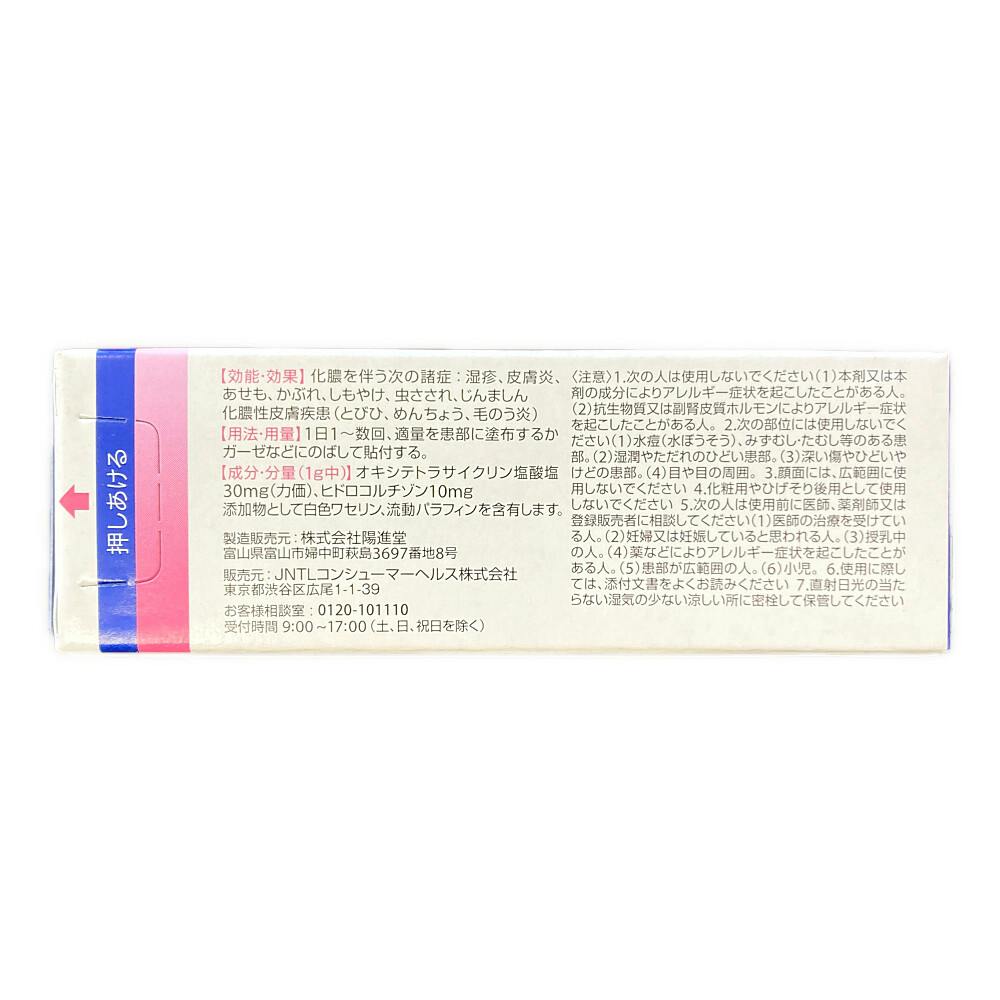 押しあける
【効能・効果】化膿を伴う次の諸症：湿疹、皮膚炎、
あせも、かぶれ、しもやけ、虫さされ、じんましん
化膿性皮膚疾患（とびひ、めんちょう、毛のう炎）
【用法・用量】1日1～数回、適量を患部に塗布するか
ガーゼなどにのばして貼付する。
【成分・分量（1g中）】オキシテトラサイクリン塩酸塩
30mg（力価）、ヒドロコルチゾン10mg
添加物として白色ワセリン、流動パラフィンを含有します。
製造販売元：株式会社陽進堂
富山県富山市婦中町萩島3697番地8号
販売元：JNTLコンシューマーヘルス株式会社
東京都渋谷区広尾1-1-39
お客様相談室：0120-101110
受付時間 9:00～17:00（土、日、祝日を除く）
〈注意〉1.次の人は使用しないでください（1）本剤又は本
剤の成分によりアレルギー症状を起こしたことがある人。
（2）抗生物質又は副腎皮質ホルモンによりアレルギー症状
を起こしたことがある人。2.次の部位には使用しないでく
ださい（1）水痘（水ぼうそう）、みずむし・たむし等のある患
部。（2）湿潤やただれのひどい患部。（3）深い傷やひどいや
けどの患部。（4）目や目の周囲。3.顔面には、広範囲に使
用しないでください 4.化粧用やひげそり後用として使用
しないでください 5.次の人は使用前に医師、薬剤師又は
登録販売者に相談してください（1）医師の治療を受けてい
る人。（2）妊婦又は妊娠していると思われる人。（3）授乳中
の人。（4）薬などによりアレルギー症状を起こしたことが
ある人。（5）患部が広範囲の人。（6）小児。6.使用に際し
ては、添付文書をよくお読みください 7.直射日光の当た
らない湿気の少ない涼しい所に密栓して保管してください